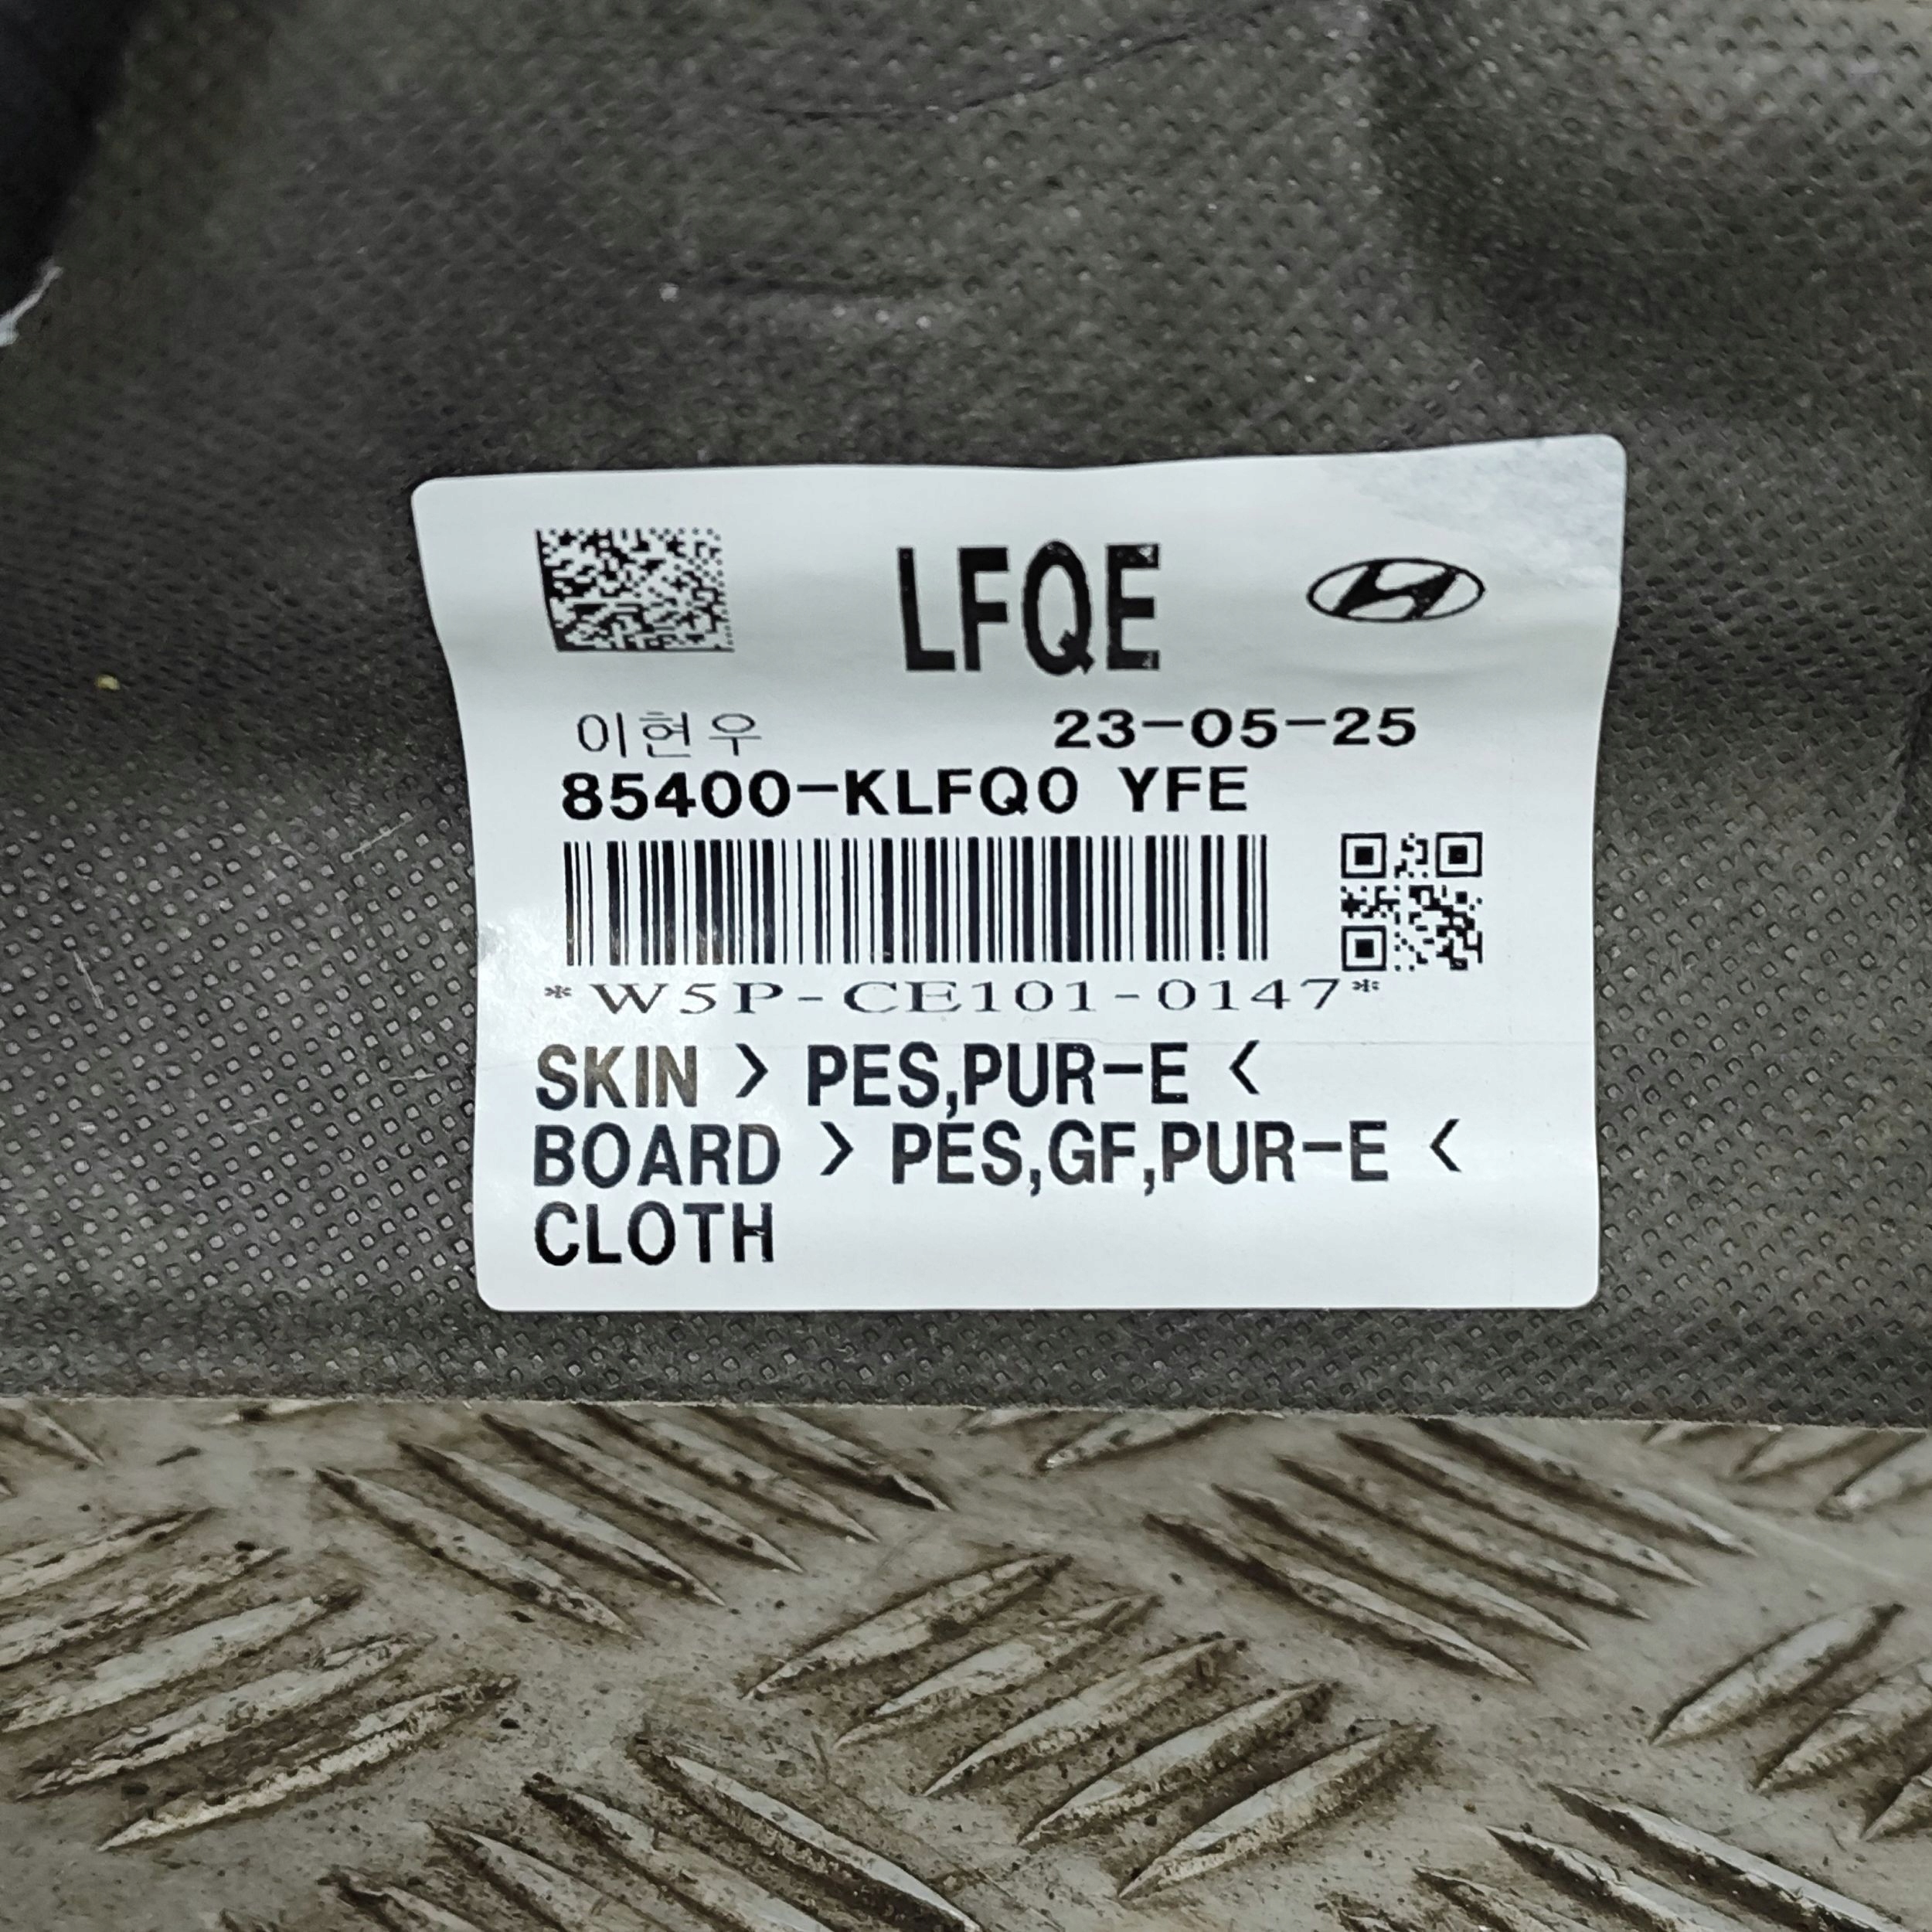 LFQE
이현우 23-05-25
85400-KLFQ0 YFE
*W5P-CE101-0147*
SKIN > PES,PUR-E <
BOARD > PES,GF,PUR-E <
CLOTH